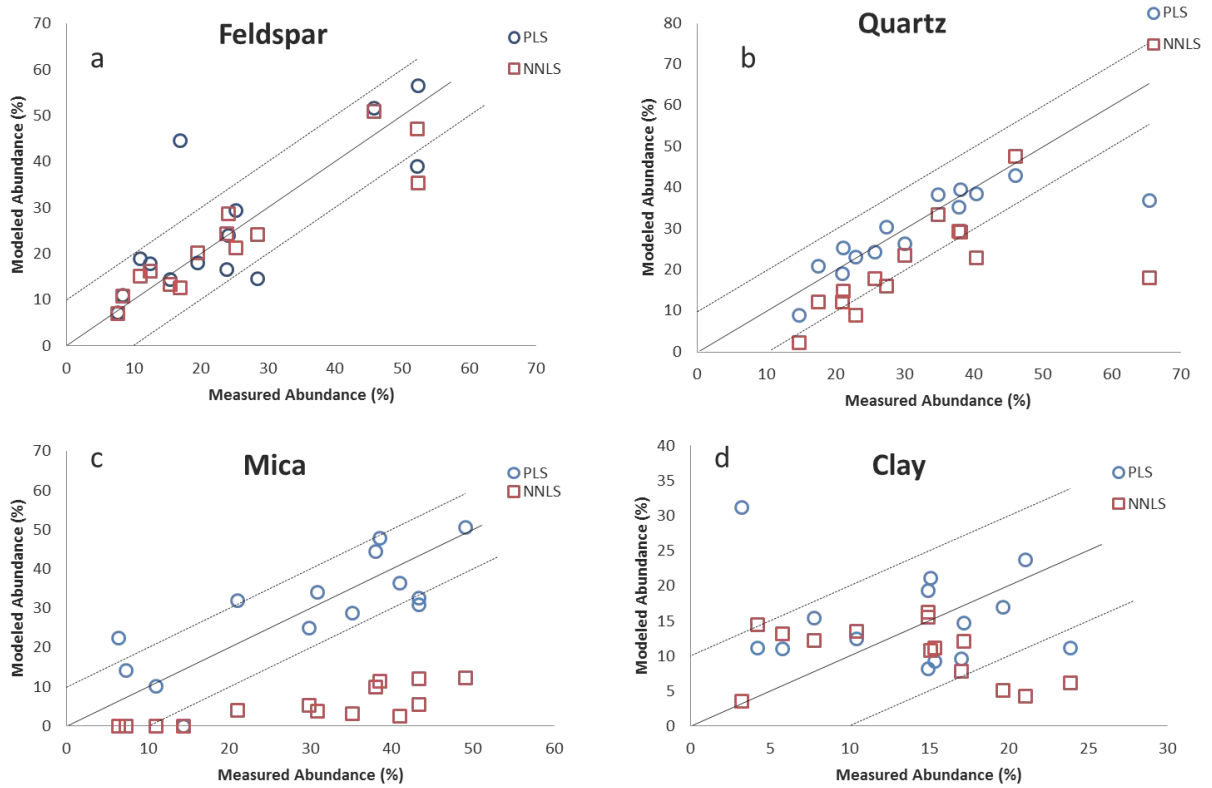 a
Feldspar
PLS
NNLS
Modeled Abundance (%)
70
60
50
40
30
20
10
0
0 10 20 30 40 50 60 70
Measured Abundance (%)
b
Quartz
PLS
NNLS
Modeled Abundance (%)
80
70
60
50
40
30
20
10
0
0 10 20 30 40 50 60 70
Measured Abundance (%)
c
Mica
PLS
NNLS
Modeled Abundance (%)
70
60
50
40
30
20
10
0
0 10 20 30 40 50 60
Measured Abundance (%)
d
Clay
PLS
NNLS
Modeled Abundance (%)
40
35
30
25
20
15
10
5
0
0 5 10 15 20 25 30
Measured Abundance (%)